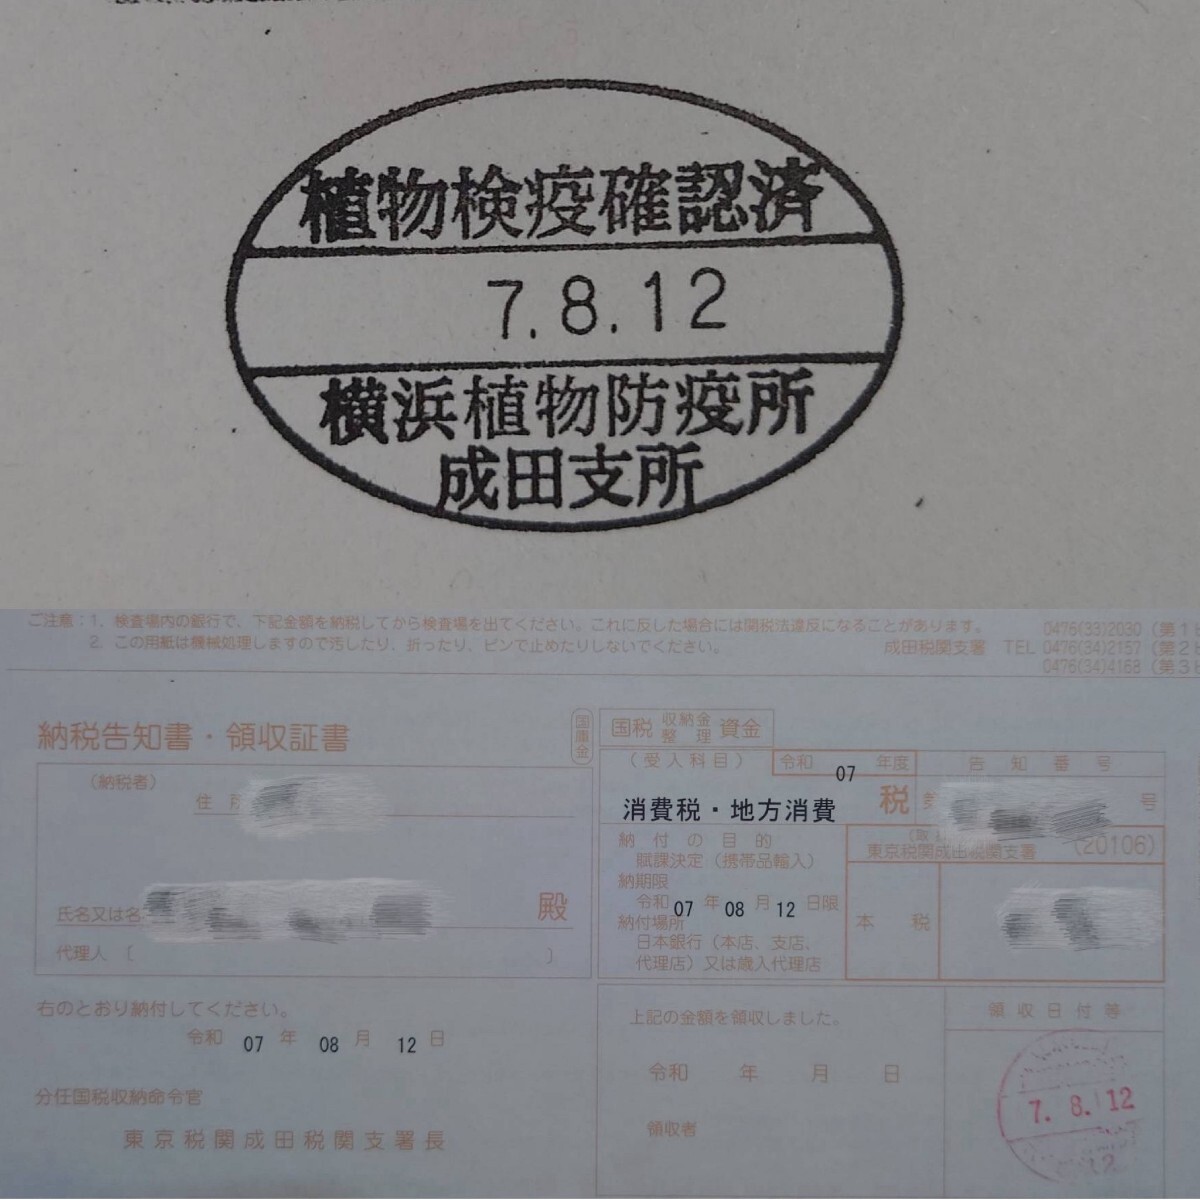 植物検疫確認済
7.8.12
横浜植物防疫所
成田支所
ご注意：1．検査場内の銀行で、下記金額を納税してから検査場を出てください。これに反した場合には関税法違反になることがあります。
2．この用紙は機械処理しますので汚したり、折ったり、ピンで止めたりしないでください。
成田税関支署 TEL
0476(33)2030 (第1
0476(34)2157 (第2
0476(34)4168 (第3
納税告知書・領収証書
国庫金
国税 収納金整理 資金
(受入科目)
令和 07 年度
告知番号
(納税者)
住所
消費税・地方消費 税
号
納付の目的
賦課決定（携帯品輸入）
東京税関成田税関支署 (20106)
納期限
令和 07 年 08 月 12 日限
本税
氏名又は名
殿
納付場所
日本銀行（本店、支店、
代理店）又は歳入代理店
代理人〔 〕
右のとおり納付してください。
令和 07 年 08 月 12 日
分任国税収納命令官
東京税関成田税関支署長
上記の金額を領収しました。
令和 年 月 日
領収者
領収日付等
7. 8. 12